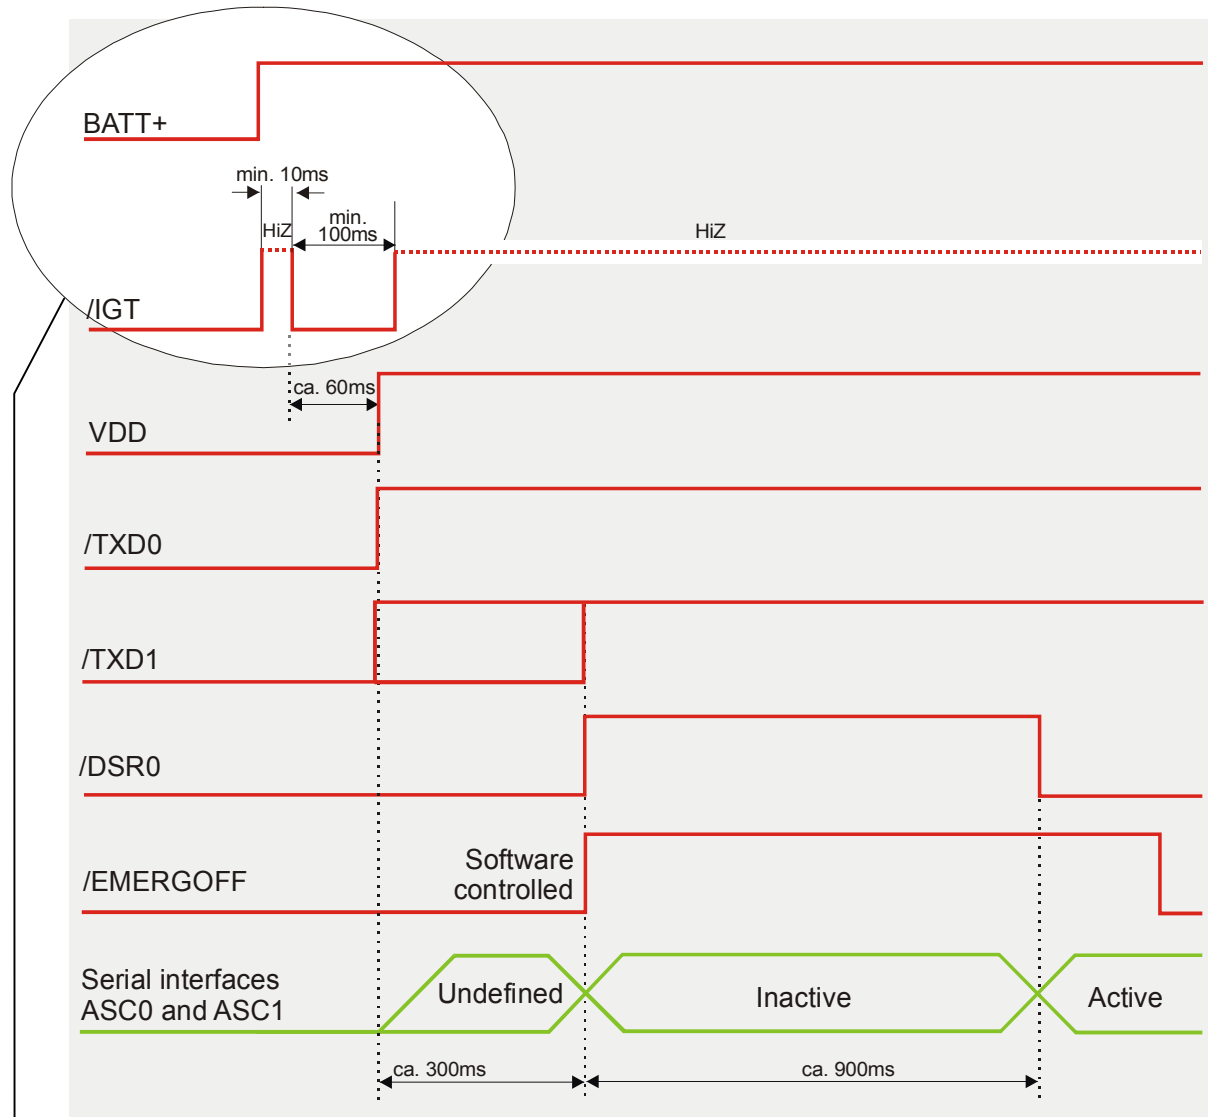 BATT+
min. 10ms
HiZ
min.
100ms
HiZ
/IGT
ca. 60ms
VDD
/TXD0
/TXD1
/DSR0
Software
controlled
/EMERGOFF
Serial interfaces
ASC0 and ASC1
Undefined
Inactive
Active
ca. 300ms
ca. 900ms